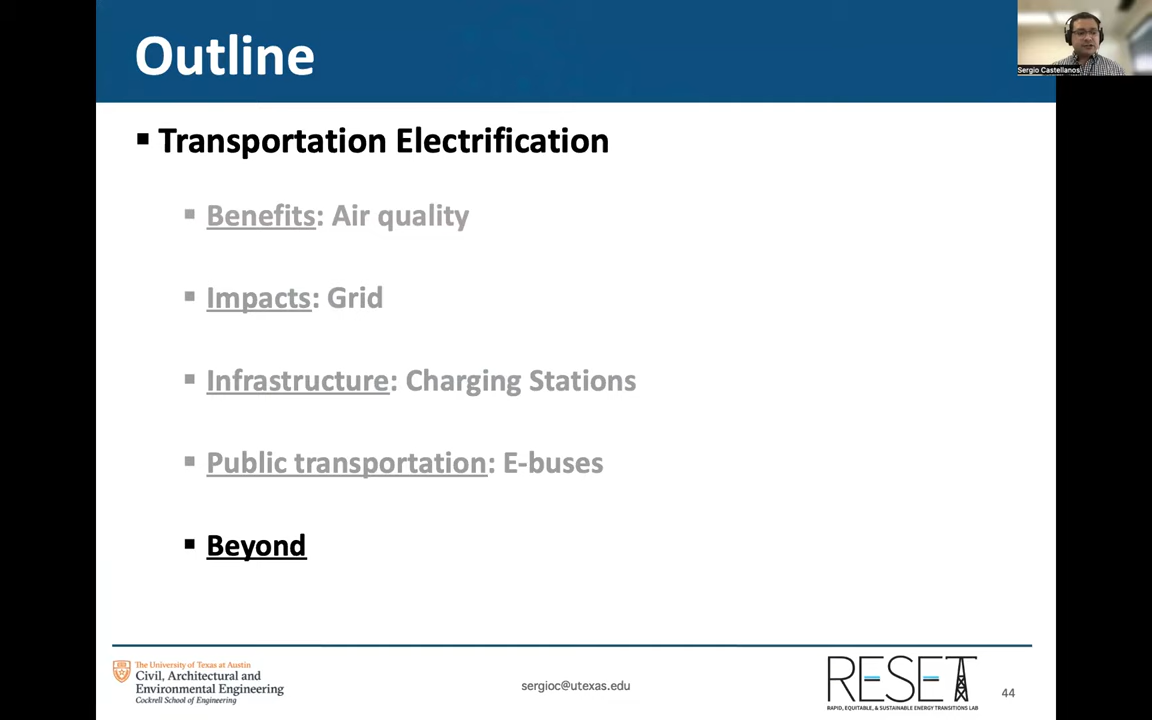 Outline
Sergio Castellanos
Transportation Electrification
Benefits: Air quality
Impacts: Grid
Infrastructure: Charging Stations
Public transportation: E-buses
Beyond
The University of Texas at Austin
Civil, Architectural and
Environmental Engineering
Cockrell School of Engineering
sergioc@utexas.edu
RESET
RAPID, EQUITABLE, & SUSTAINABLE ENERGY TRANSITIONS LAB
44